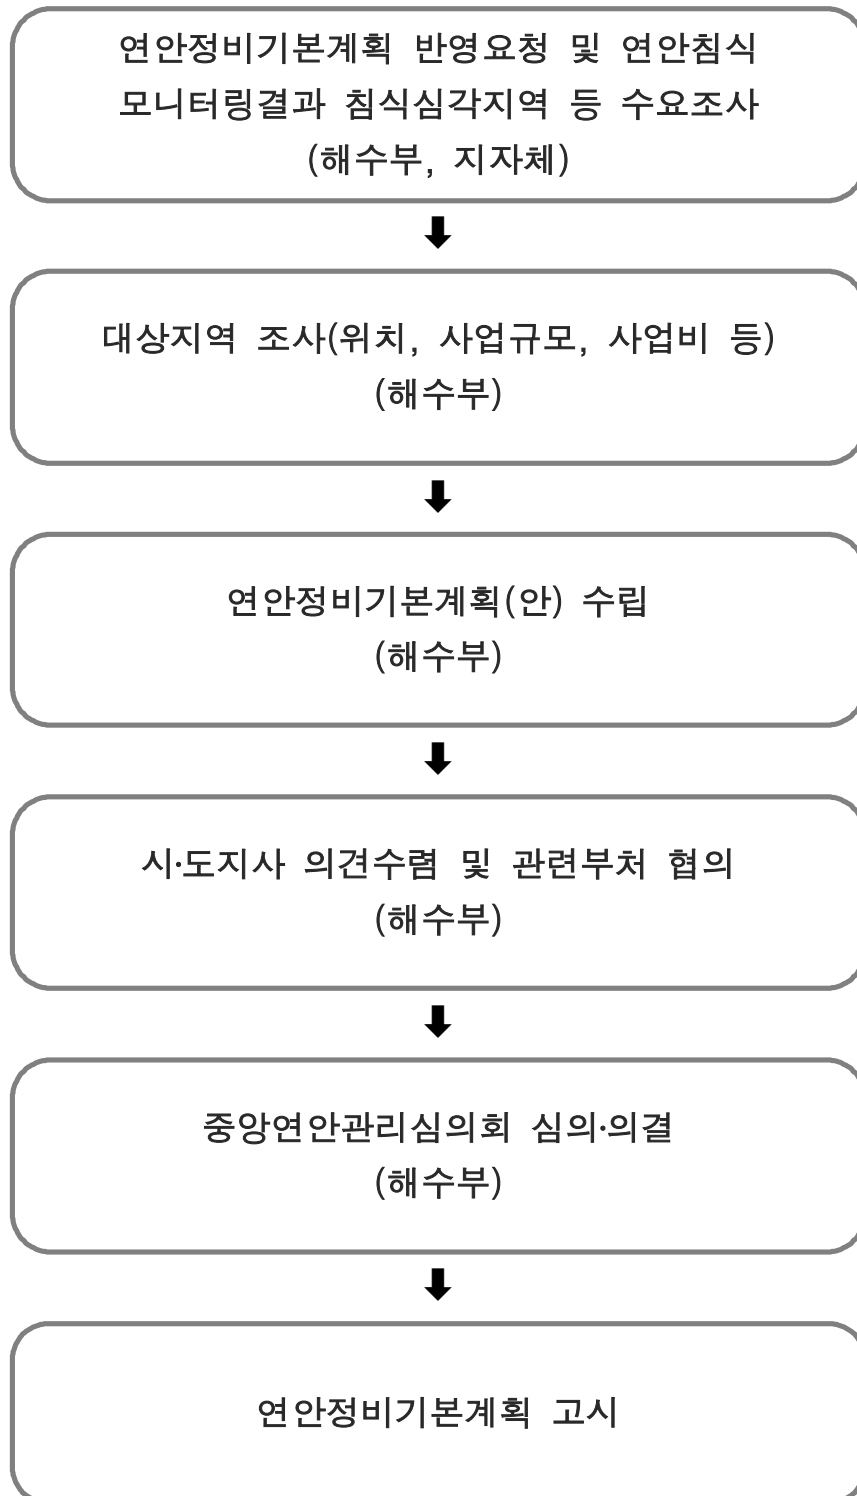 연안정비기본계획 반영요청 및 연안침식
모니터링결과 침식심각지역 등 수요조사
(해수부, 지자체)
대상지역 조사(위치, 사업규모, 사업비 등)
(해수부)
연안정비기본계획(안) 수립
(해수부)
시·도지사 의견수렴 및 관련부처 협의
(해수부)
중앙연안관리심의회 심의·의결
(해수부)
연안정비기본계획 고시